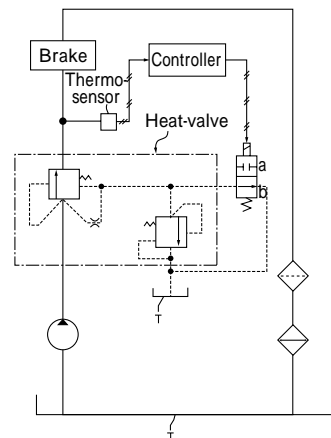 Brake
Controller
Thermo-
sensor
Heat-valve
a
b
T
T